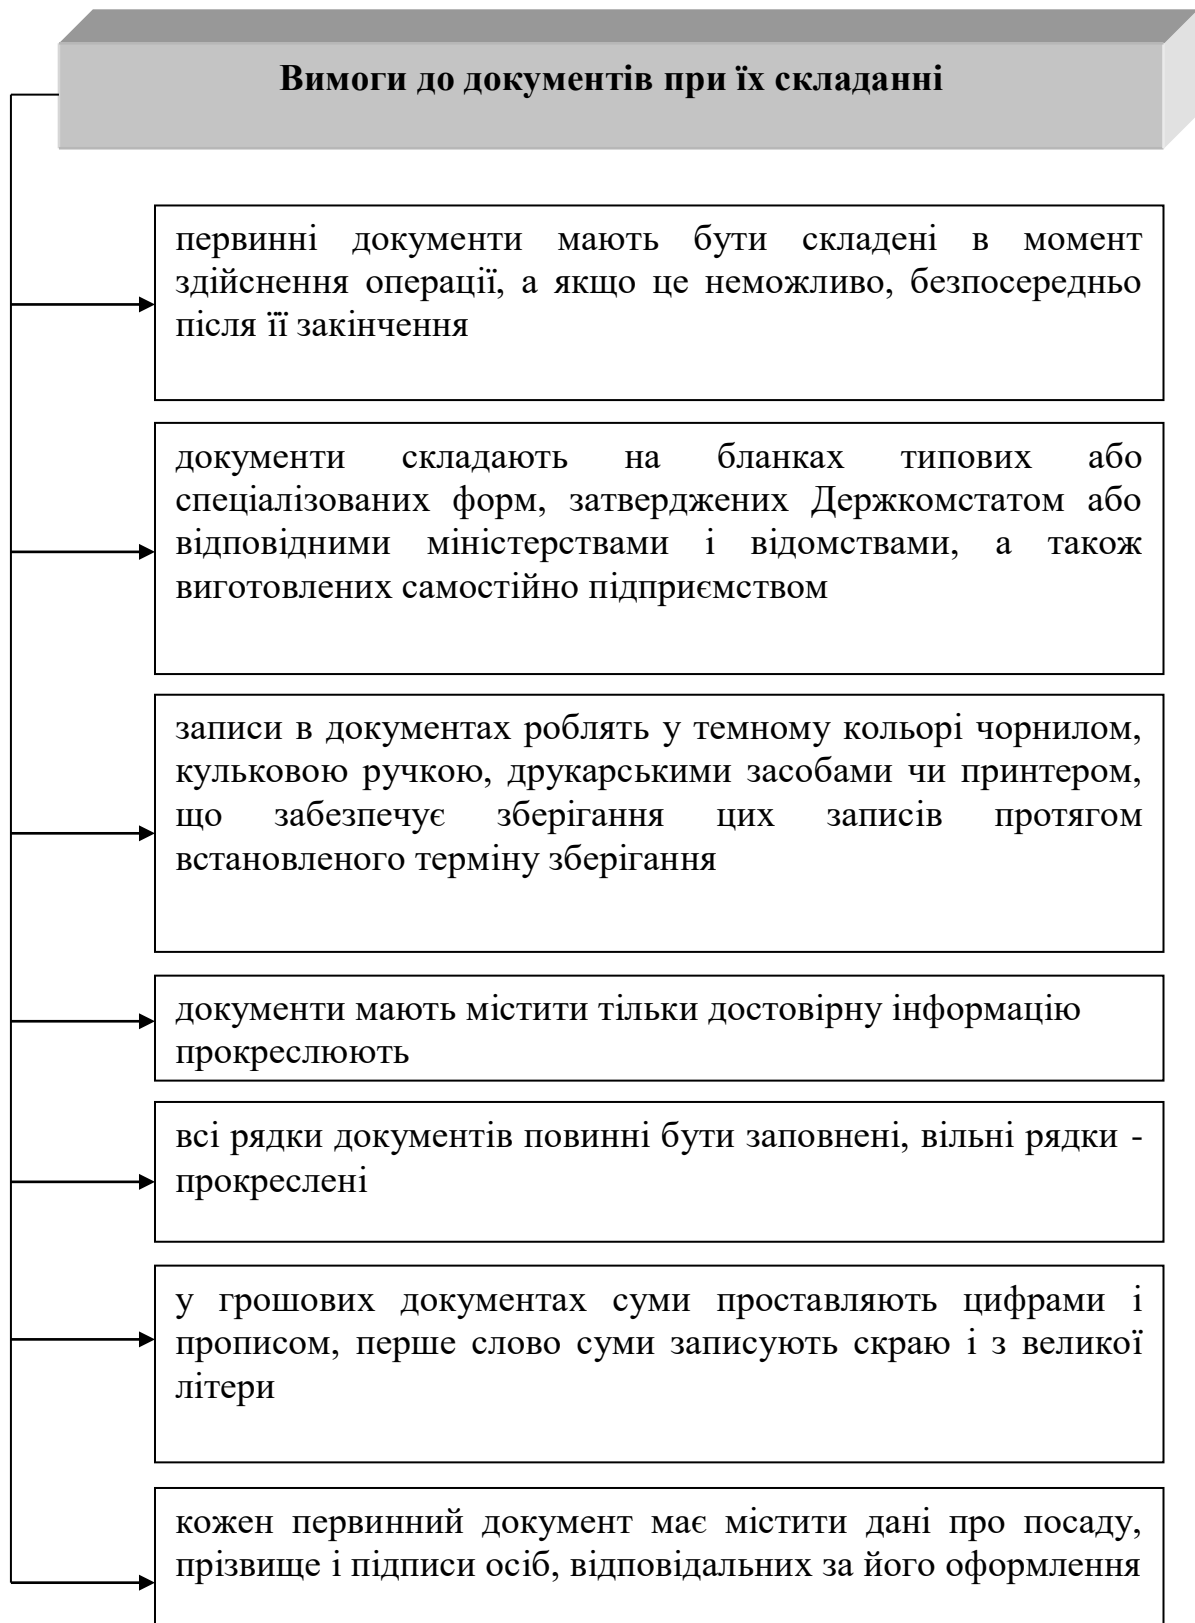 Вимоги до документів при їх складанні
первинні документи мають бути складені в момент
здійснення операції, а якщо це неможливо, безпосередньо
після її закінчення
документи складають на бланках типових або
спеціалізованих форм, затверджених Держкомстатом або
відповідними міністерствами і відомствами, а також
виготовлених самостійно підприємством
записи в документах роблять у темному кольорі чорнилом,
кульковою ручкою, друкарськими засобами чи принтером,
що забезпечує зберігання цих записів протягом
встановленого терміну зберігання
документи мають містити тільки достовірну інформацію
прокреслюють
всі рядки документів повинні бути заповнені, вільні рядки -
прокреслені
у грошових документах суми проставляють цифрами і
прописом, перше слово суми записують скраю і з великої
літери
кожен первинний документ має містити дані про посаду,
прізвище і підписи осіб, відповідальних за його оформлення